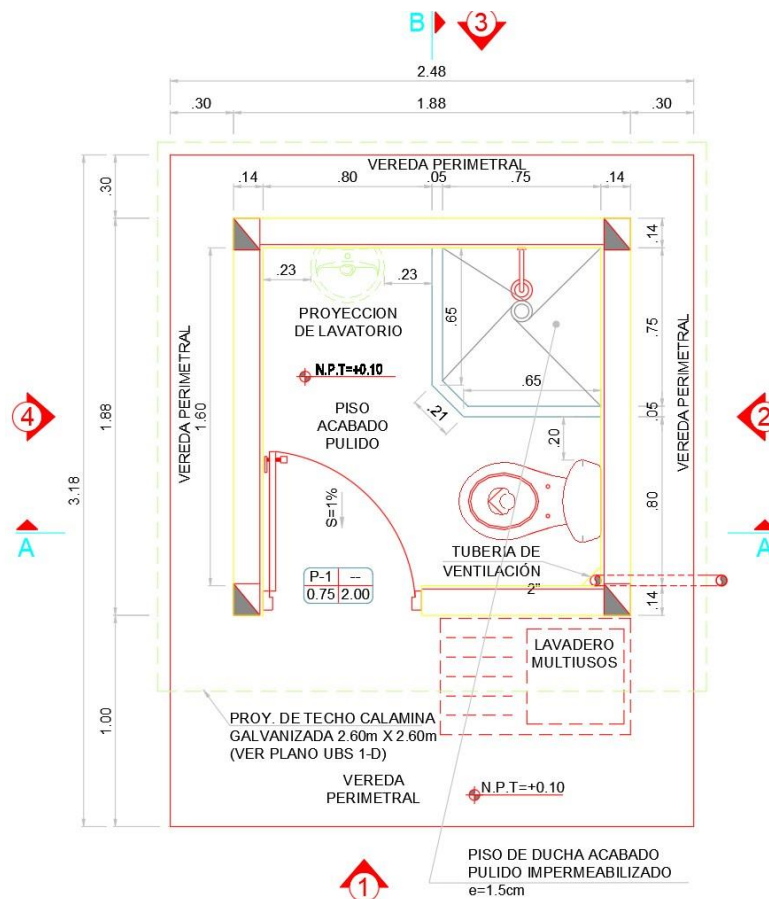 B
3
2.48
.30
1.88
.30
VEREDA PERIMETRAL
.14
.80
.05
.75
.14
.30
.14
.23
.23
PROYECCION
DE LAVATORIO
.65
.75
N.P.T=+0.10
.65
VEREDA PERIMETRAL
1.60
VEREDA PERIMETRAL
4
2
1.88
3.18
PISO
ACABADO
PULIDO
.21
.05
.20
.80
S=1%
A
A
TUBERIA DE
VENTILACIÓN
2"
P-1
--
0.75
2.00
.14
LAVADERO
MULTIUSOS
1.00
PROY. DE TECHO CALAMINA
GALVANIZADA 2.60m X 2.60m
(VER PLANO UBS 1-D)
VEREDA
PERIMETRAL
N.P.T=+0.10
PISO DE DUCHA ACABADO
PULIDO IMPERMEABILIZADO
e=1.5cm
1